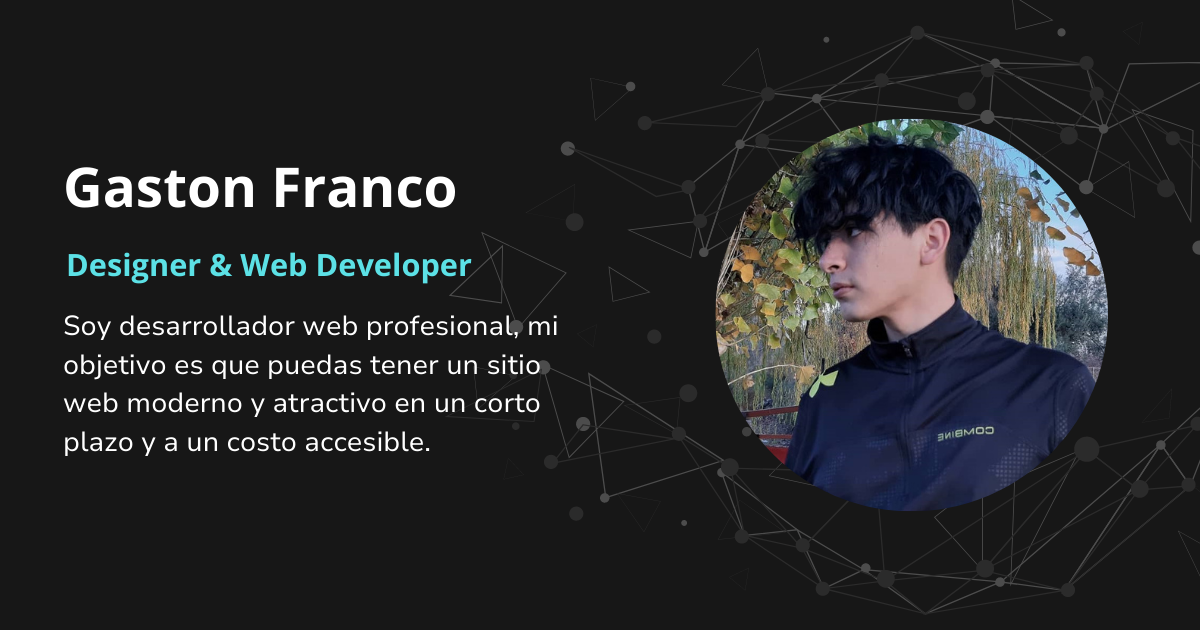 Gaston Franco
Designer & Web Developer
Soy desarrollador web profesional, mi
objetivo es que puedas tener un sitio
web moderno y atractivo en un corto
plazo y a un costo accesible.
COMBINE